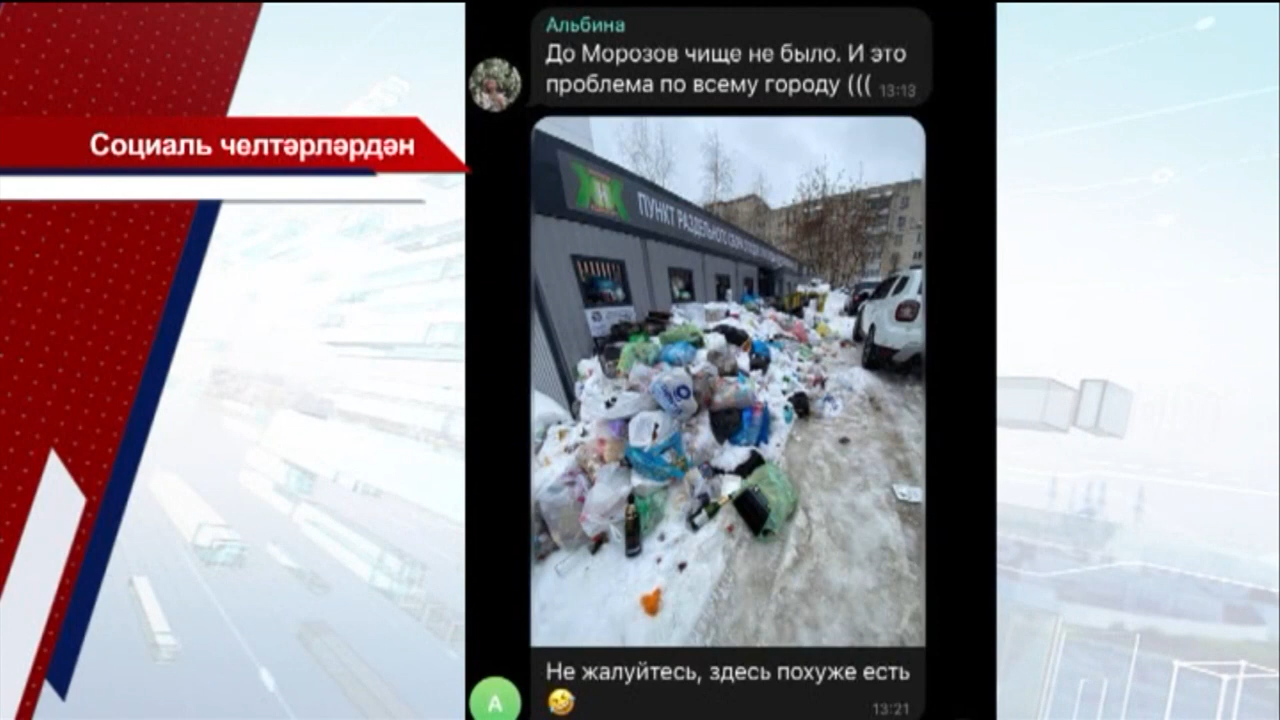 Социаль челтәрләрдән
Альбина
До Морозов чище не было. И это
проблема по всему городу (((
13:13
ПУНКТ РАЗДЕЛЬНОГО СБОРА
Не жалуйтесь, здесь похуже есть
🤣
13:21
А